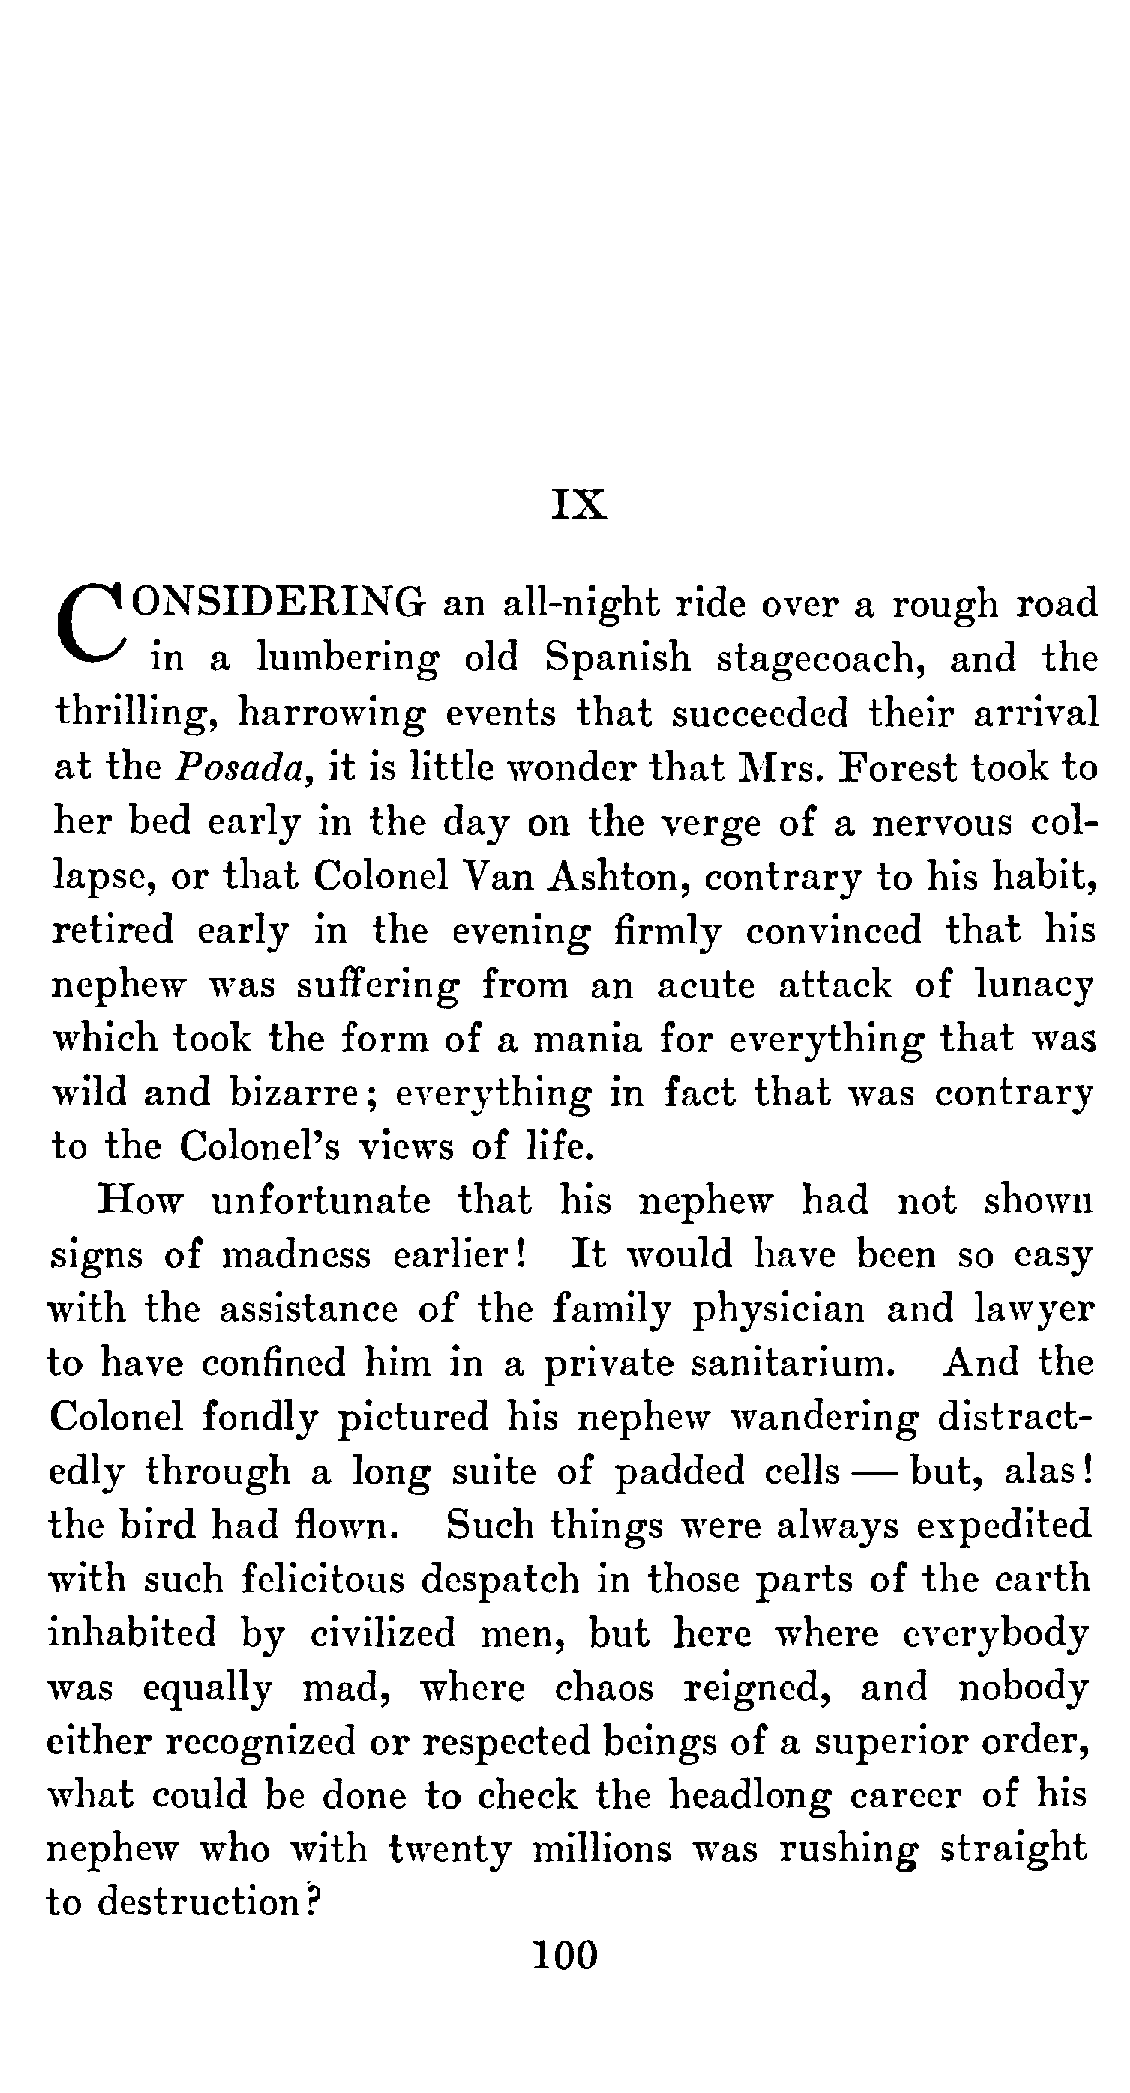 IX
CONSIDERING an all-night ride over a rough road
in a lumbering old Spanish stagecoach, and the
thrilling, harrowing events that succeeded their arrival
at the Posada, it is little wonder that Mrs. Forest took to
her bed early in the day on the verge of a nervous col-
lapse, or that Colonel Van Ashton, contrary to his habit,
retired early in the evening firmly convinced that his
nephew was suffering from an acute attack of lunacy
which took the form of a mania for everything that was
wild and bizarre; everything in fact that was contrary
to the Colonel's views of life.
How unfortunate that his nephew had not shown
signs of madness earlier! It would have been so easy
with the assistance of the family physician and lawyer
to have confined him in a private sanitarium. And the
Colonel fondly pictured his nephew wandering distract-
edly through a long suite of padded cells — but, alas!
the bird had flown. Such things were always expedited
with such felicitous despatch in those parts of the earth
inhabited by civilized men, but here where everybody
was equally mad, where chaos reigned, and nobody
either recognized or respected beings of a superior order,
what could be done to check the headlong career of his
nephew who with twenty millions was rushing straight
to destruction?
100